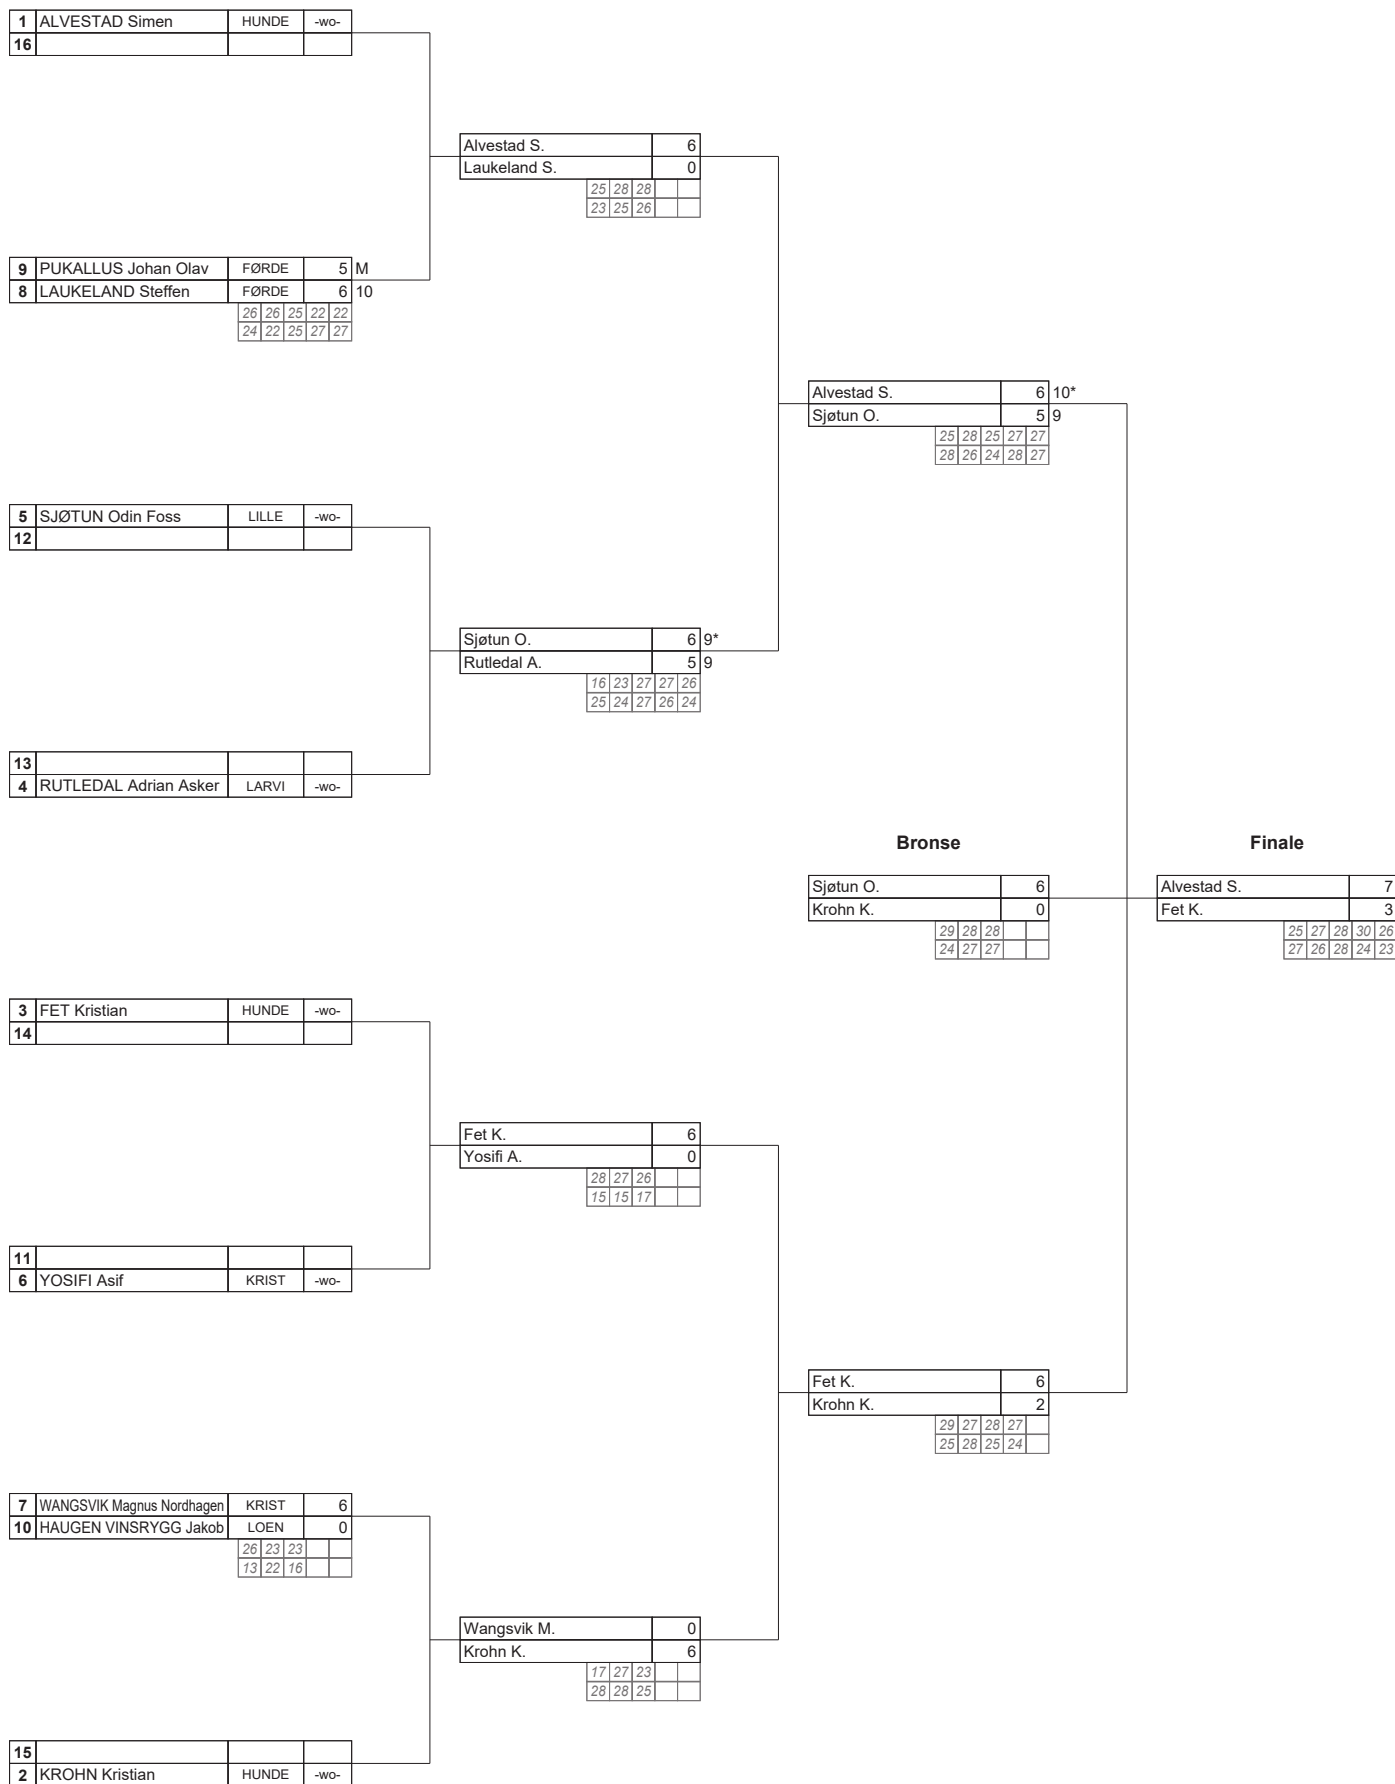 1 ALVESTAD Simen HUNDE -wo-
16
Alvestad S. 6
Laukeland S. 0
25 28 28
23 25 26
9 PUKALLUS Johan Olav FØRDE 5 M
8 LAUKELAND Steffen FØRDE 6 10
26 26 25 22 22
24 22 25 27 27
Alvestad S. 6 10*
Sjøtun O. 5 9
25 28 25 27 27
28 26 24 28 27
5 SJØTUN Odin Foss LILLE -wo-
12
Sjøtun O. 6 9*
Rutledal A. 5 9
16 23 27 27 26
25 24 27 26 24
13
4 RUTLEDAL Adrian Asker LARVI -wo-
Bronse Finale
Sjøtun O. 6 Alvestad S. 7
Krohn K. 0 Fet K. 3
29 28 28 25 27 28 30 26
24 27 27 27 26 28 24 23
3 FET Kristian HUNDE -wo-
14
Fet K. 6
Yosifi A. 0
28 27 26
15 15 17
11
6 YOSIFI Asif KRIST -wo-
Fet K. 6
Krohn K. 2
29 27 28 27
25 28 25 24
7 WANGSVIK Magnus Nordhagen KRIST 6
10 HAUGEN VINSRYGG Jakob LOEN 0
26 23 23
13 22 16
Wangsvik M. 0
Krohn K. 6
17 27 23
28 28 25
15
2 KROHN Kristian HUNDE -wo-